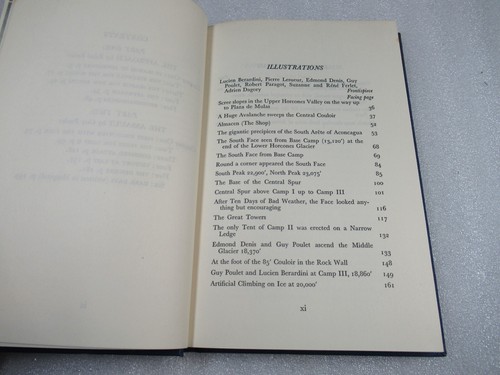 ILLUSTRATIONS
Lucien Berardini, Pierre Lesueur, Edmond Denis, Guy
Poulet, Robert Paragot, Suzanne and Réné Ferlet,
Adrien Dagory Frontispiece
Facing page
Scree slopes in the Upper Horcones Valley on the way up
to Plaza de Mulas 36
A Huge Avalanche sweeps the Central Couloir 37
Almacen (The Shop) 52
The gigantic precipices of the South Arête of Aconcagua 53
The South Face seen from Base Camp (13,120') at the
end of the Lower Horcones Glacier 68
The South Face from Base Camp 69
Round a corner appeared the South Face 84
South Peak 22,900', North Peak 23,075' 85
The Base of the Central Spur 100
Central Spur above Camp I up to Camp III 101
After Ten Days of Bad Weather, the Face looked any-
thing but encouraging 116
The Great Towers 117
The only Tent of Camp II was erected on a Narrow
Ledge 132
Edmond Denis and Guy Poulet ascend the Middle
Glacier 18,370' 133
At the foot of the 85' Couloir in the Rock Wall 148
Guy Poulet and Lucien Berardini at Camp III, 18,860' 149
Artificial Climbing on Ice at 20,000' 161
xi